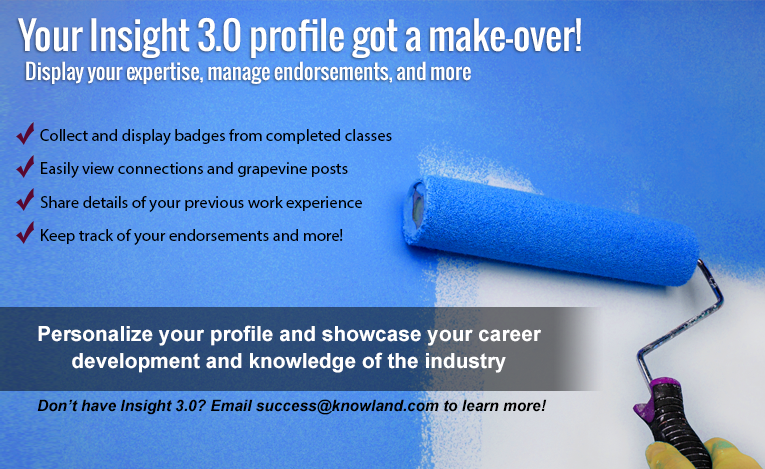 Your Insight 3.0 profile got a make-over!
Display your expertise, manage endorsements, and more
Collect and display badges from completed classes
Easily view connections and grapevine posts
Share details of your previous work experience
Keep track of your endorsements and more!
Personalize your profile and showcase your career
development and knowledge of the industry
Don’t have Insight 3.0? Email success@knowland.com to learn more!